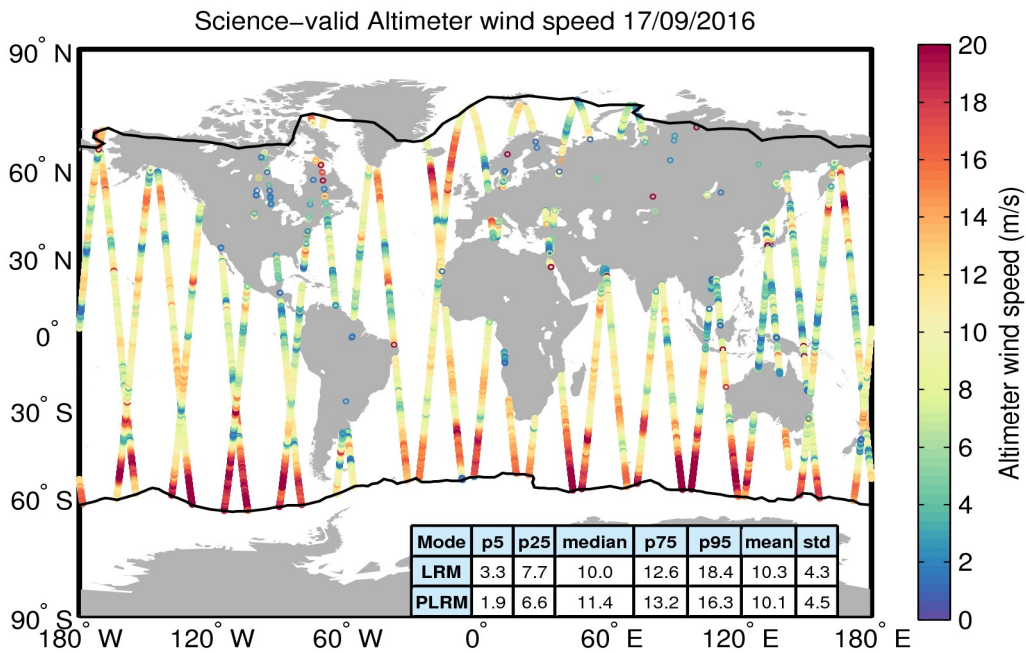 Science-valid Altimeter wind speed 17/09/2016
90° N
60° N
30° N
0°
30° S
60° S
90° S
180° W
120° W
60° W
0°
60° E
120° E
180° E
Mode p5 p25 median p75 p95 mean std
LRM 3.3 7.7 10.0 12.6 18.4 10.3 4.3
PLRM 1.9 6.6 11.4 13.2 16.3 10.1 4.5
20
18
16
14
12
10
8
6
4
2
0
Altimeter wind speed (m/s)